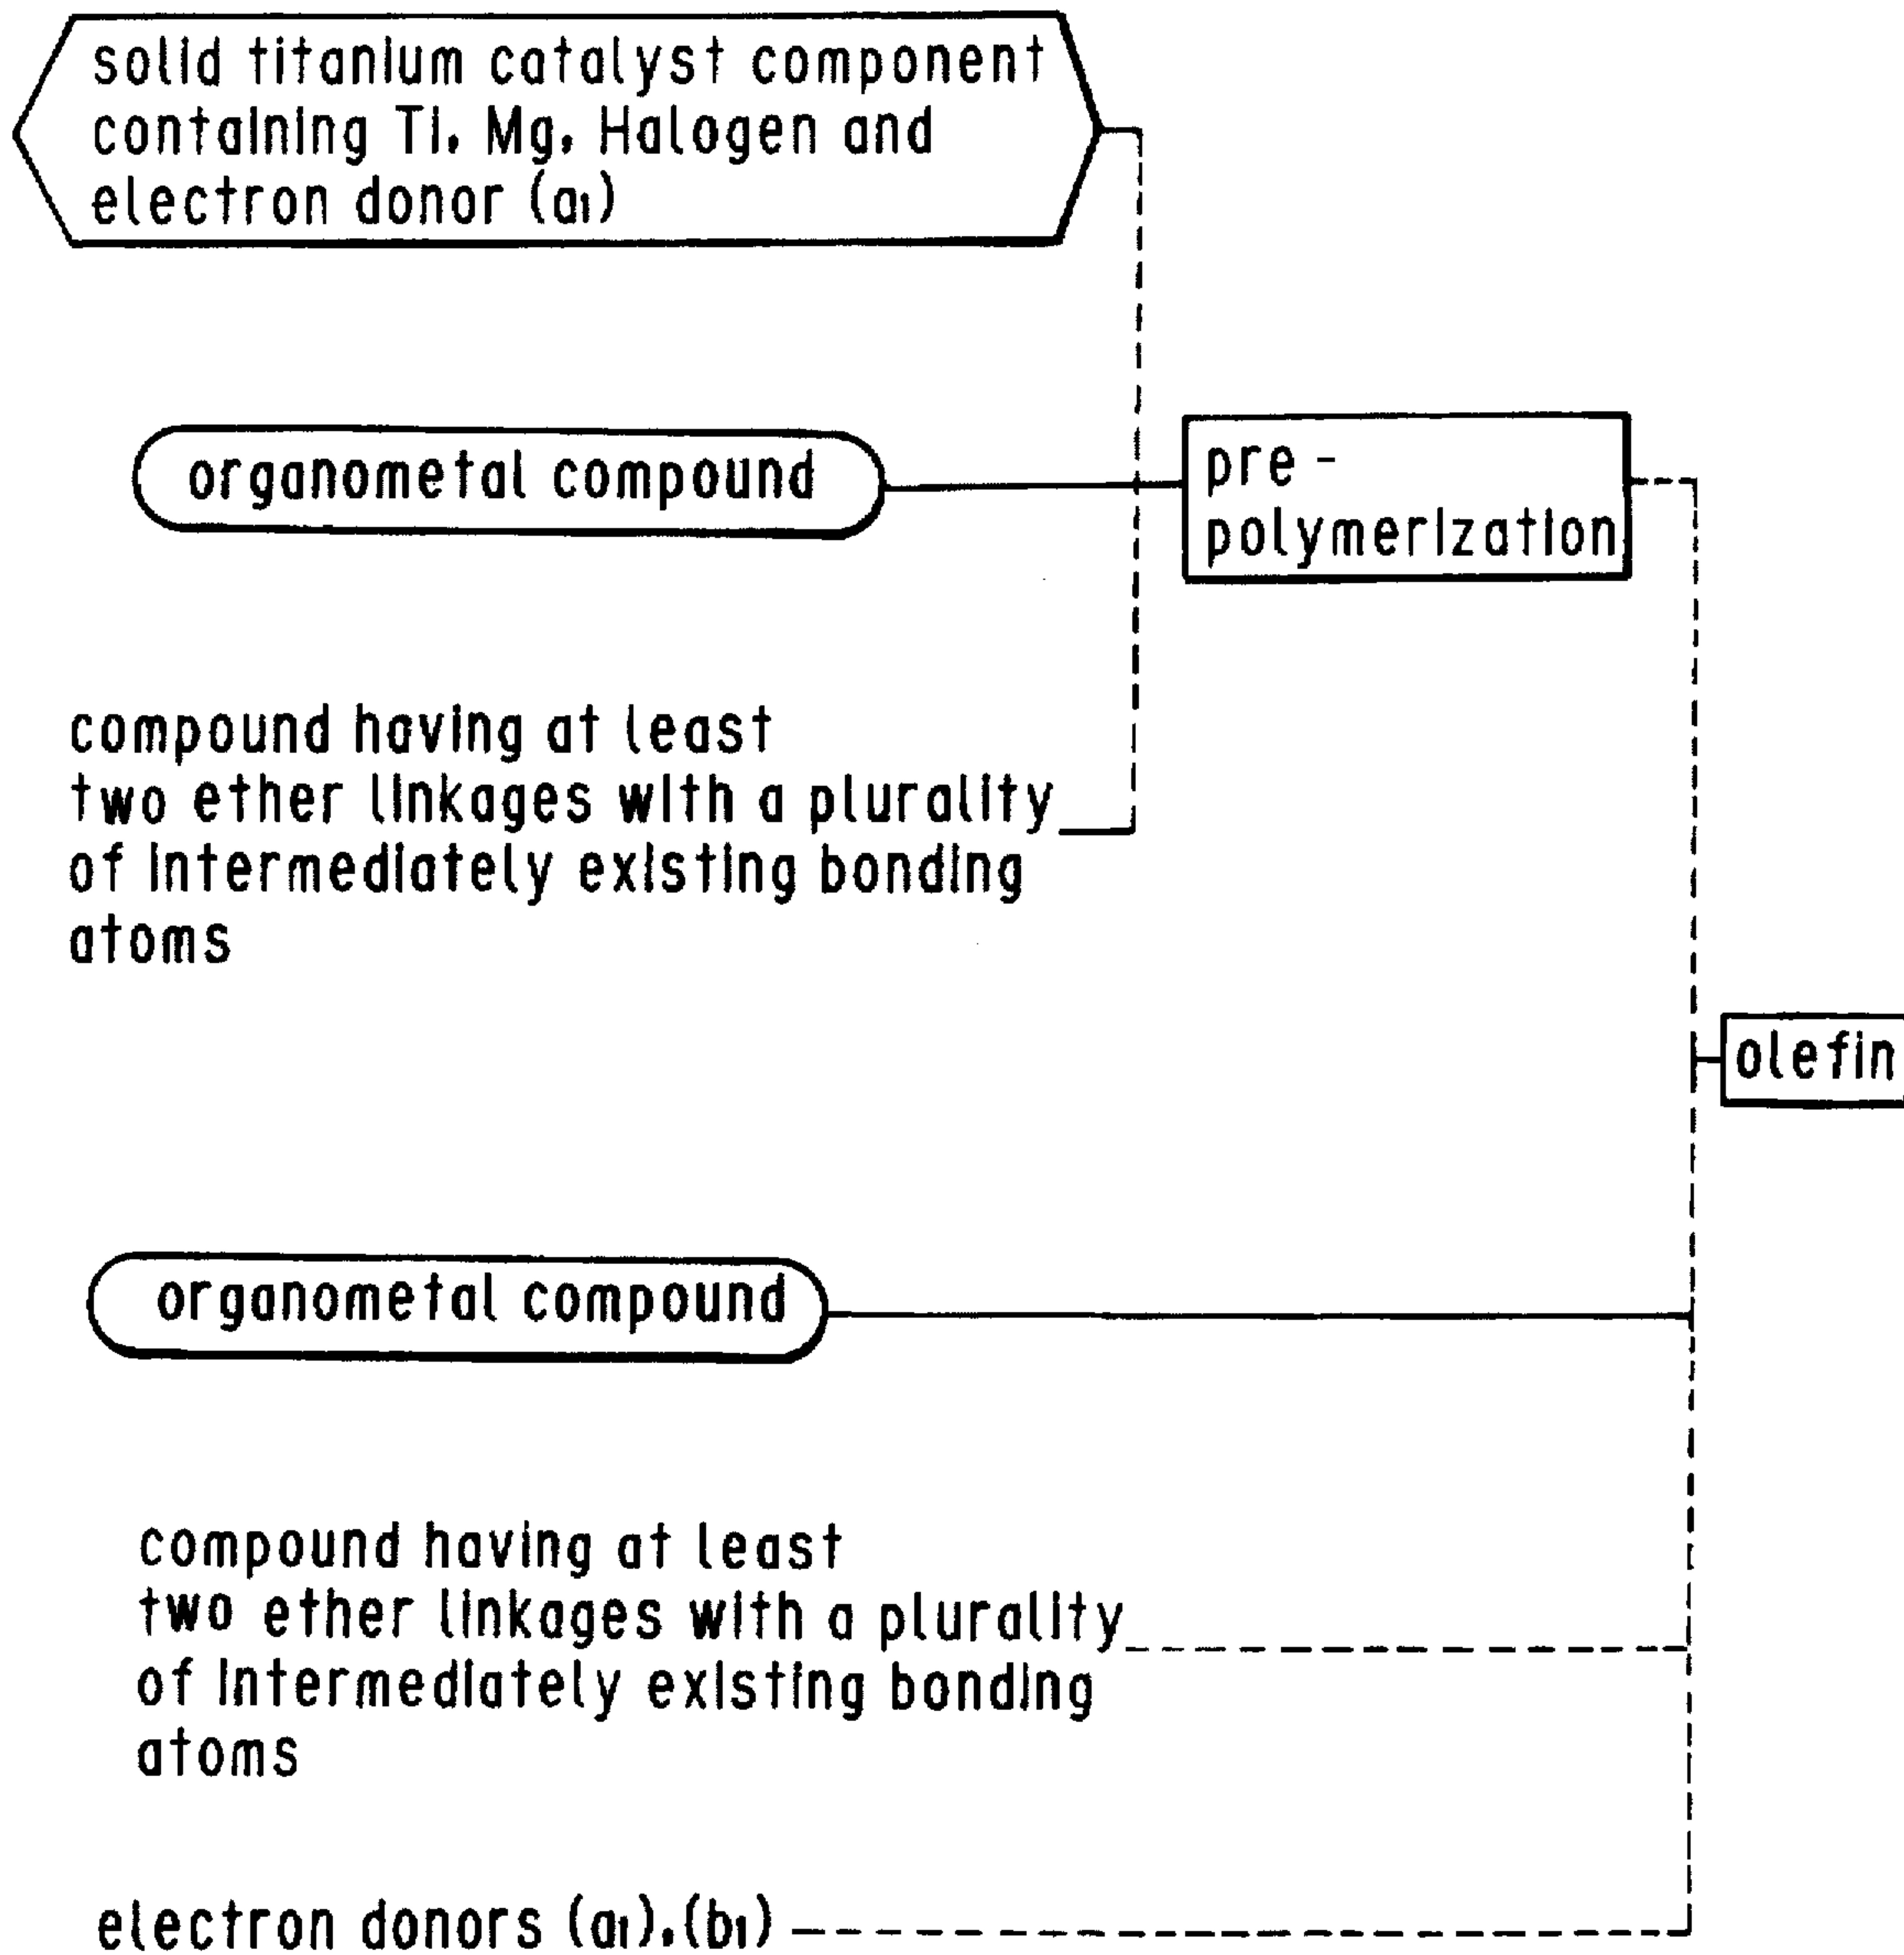 solid titanium catalyst component
containing Ti, Mg, Halogen and
electron donor (a1)
organometal compound
pre -
polymerization
compound having at least
two ether linkages with a plurality
of intermediately existing bonding
atoms
olefin
organometal compound
compound having at least
two ether linkages with a plurality
of intermediately existing bonding
atoms
electron donors (a1),(b1)